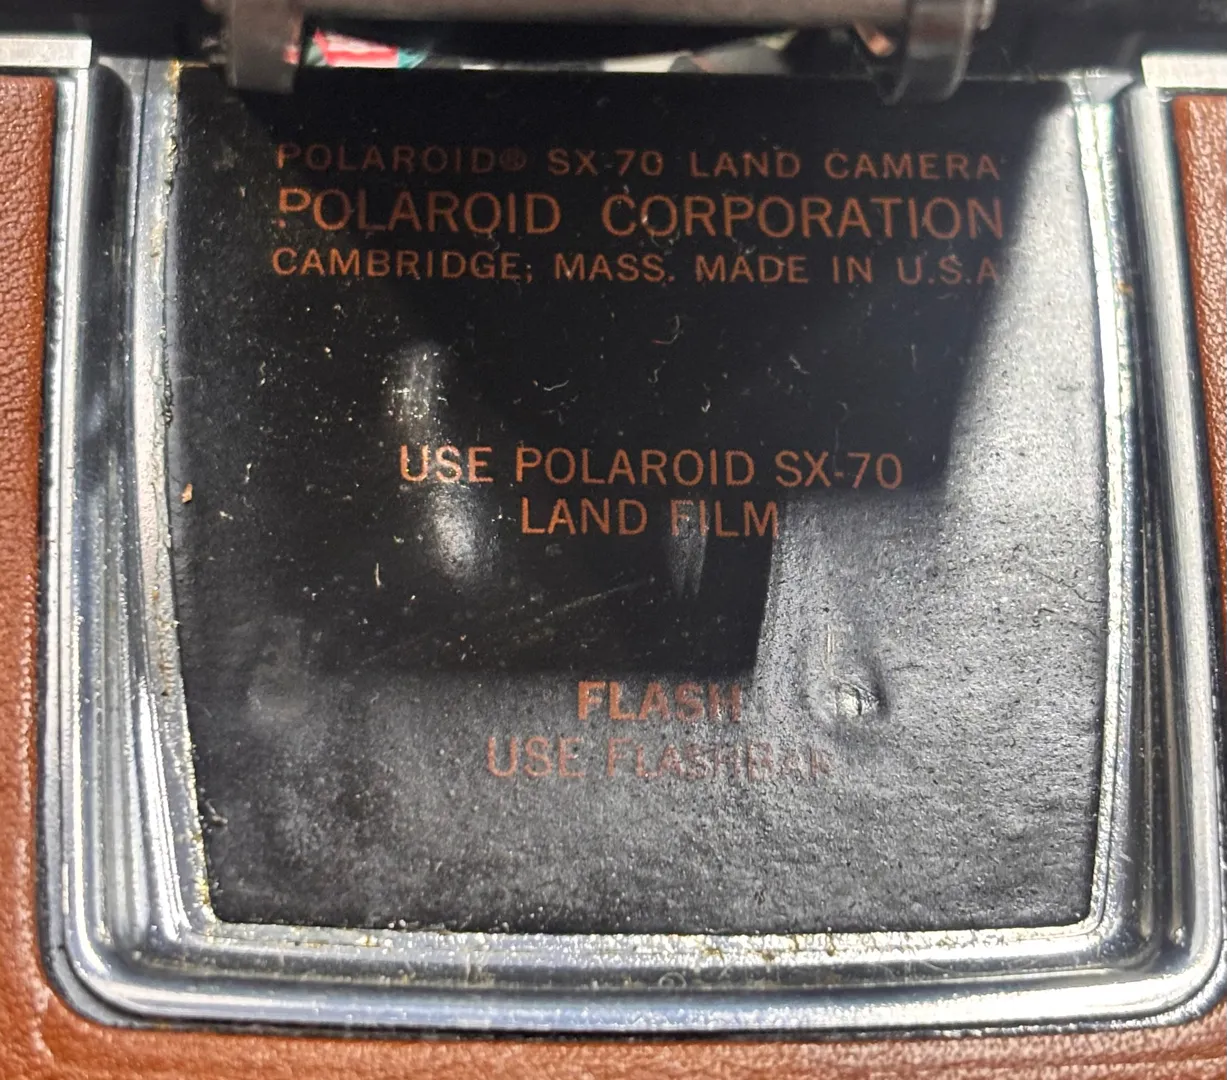 POLAROID® SX-70 LAND CAMERA
POLAROID CORPORATION
CAMBRIDGE, MASS. MADE IN U.S.A
USE POLAROID SX-70
LAND FILM
FLASH
USE FLASHBAR